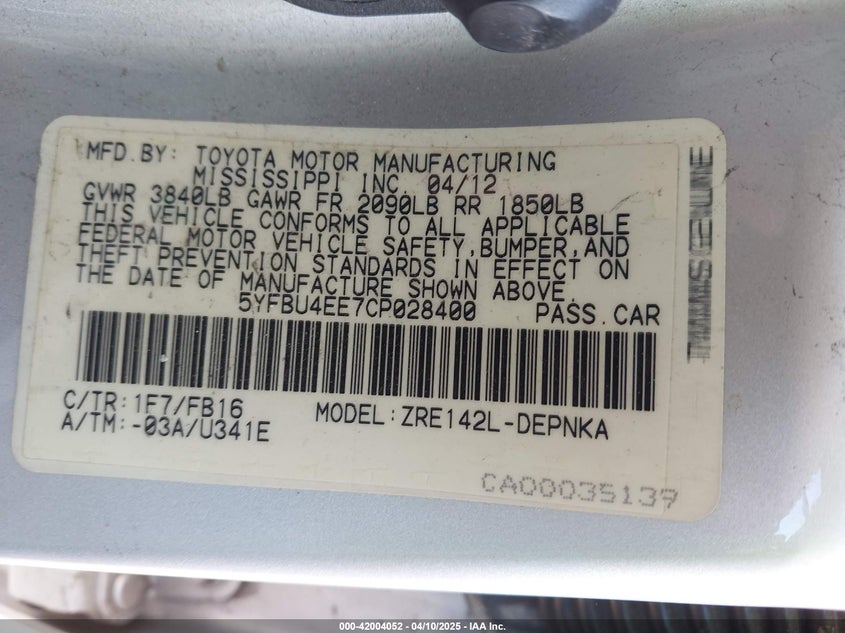 MFD.BY: TOYOTA MOTOR MANUFACTURING
MISSISSIPPI INC. 04/12
GVWR 3840LB GAWR FR 2090LB RR 1850LB
THIS VEHICLE CONFORMS TO ALL APPLICABLE
FEDERAL MOTOR VEHICLE SAFETY,BUMPER,AND
THEFT PREVENTION STANDARDS IN EFFECT ON
THE DATE OF MANUFACTURE SHOWN ABOVE.
5YFBU4EE7CP028400 PASS.CAR
C/TR:1F7/FB16 MODEL:ZRE142L-DEPNKA
A/TM:-03A/U341E
CA00035139
000-42004052 - 04/10/2025 - IAA Inc.